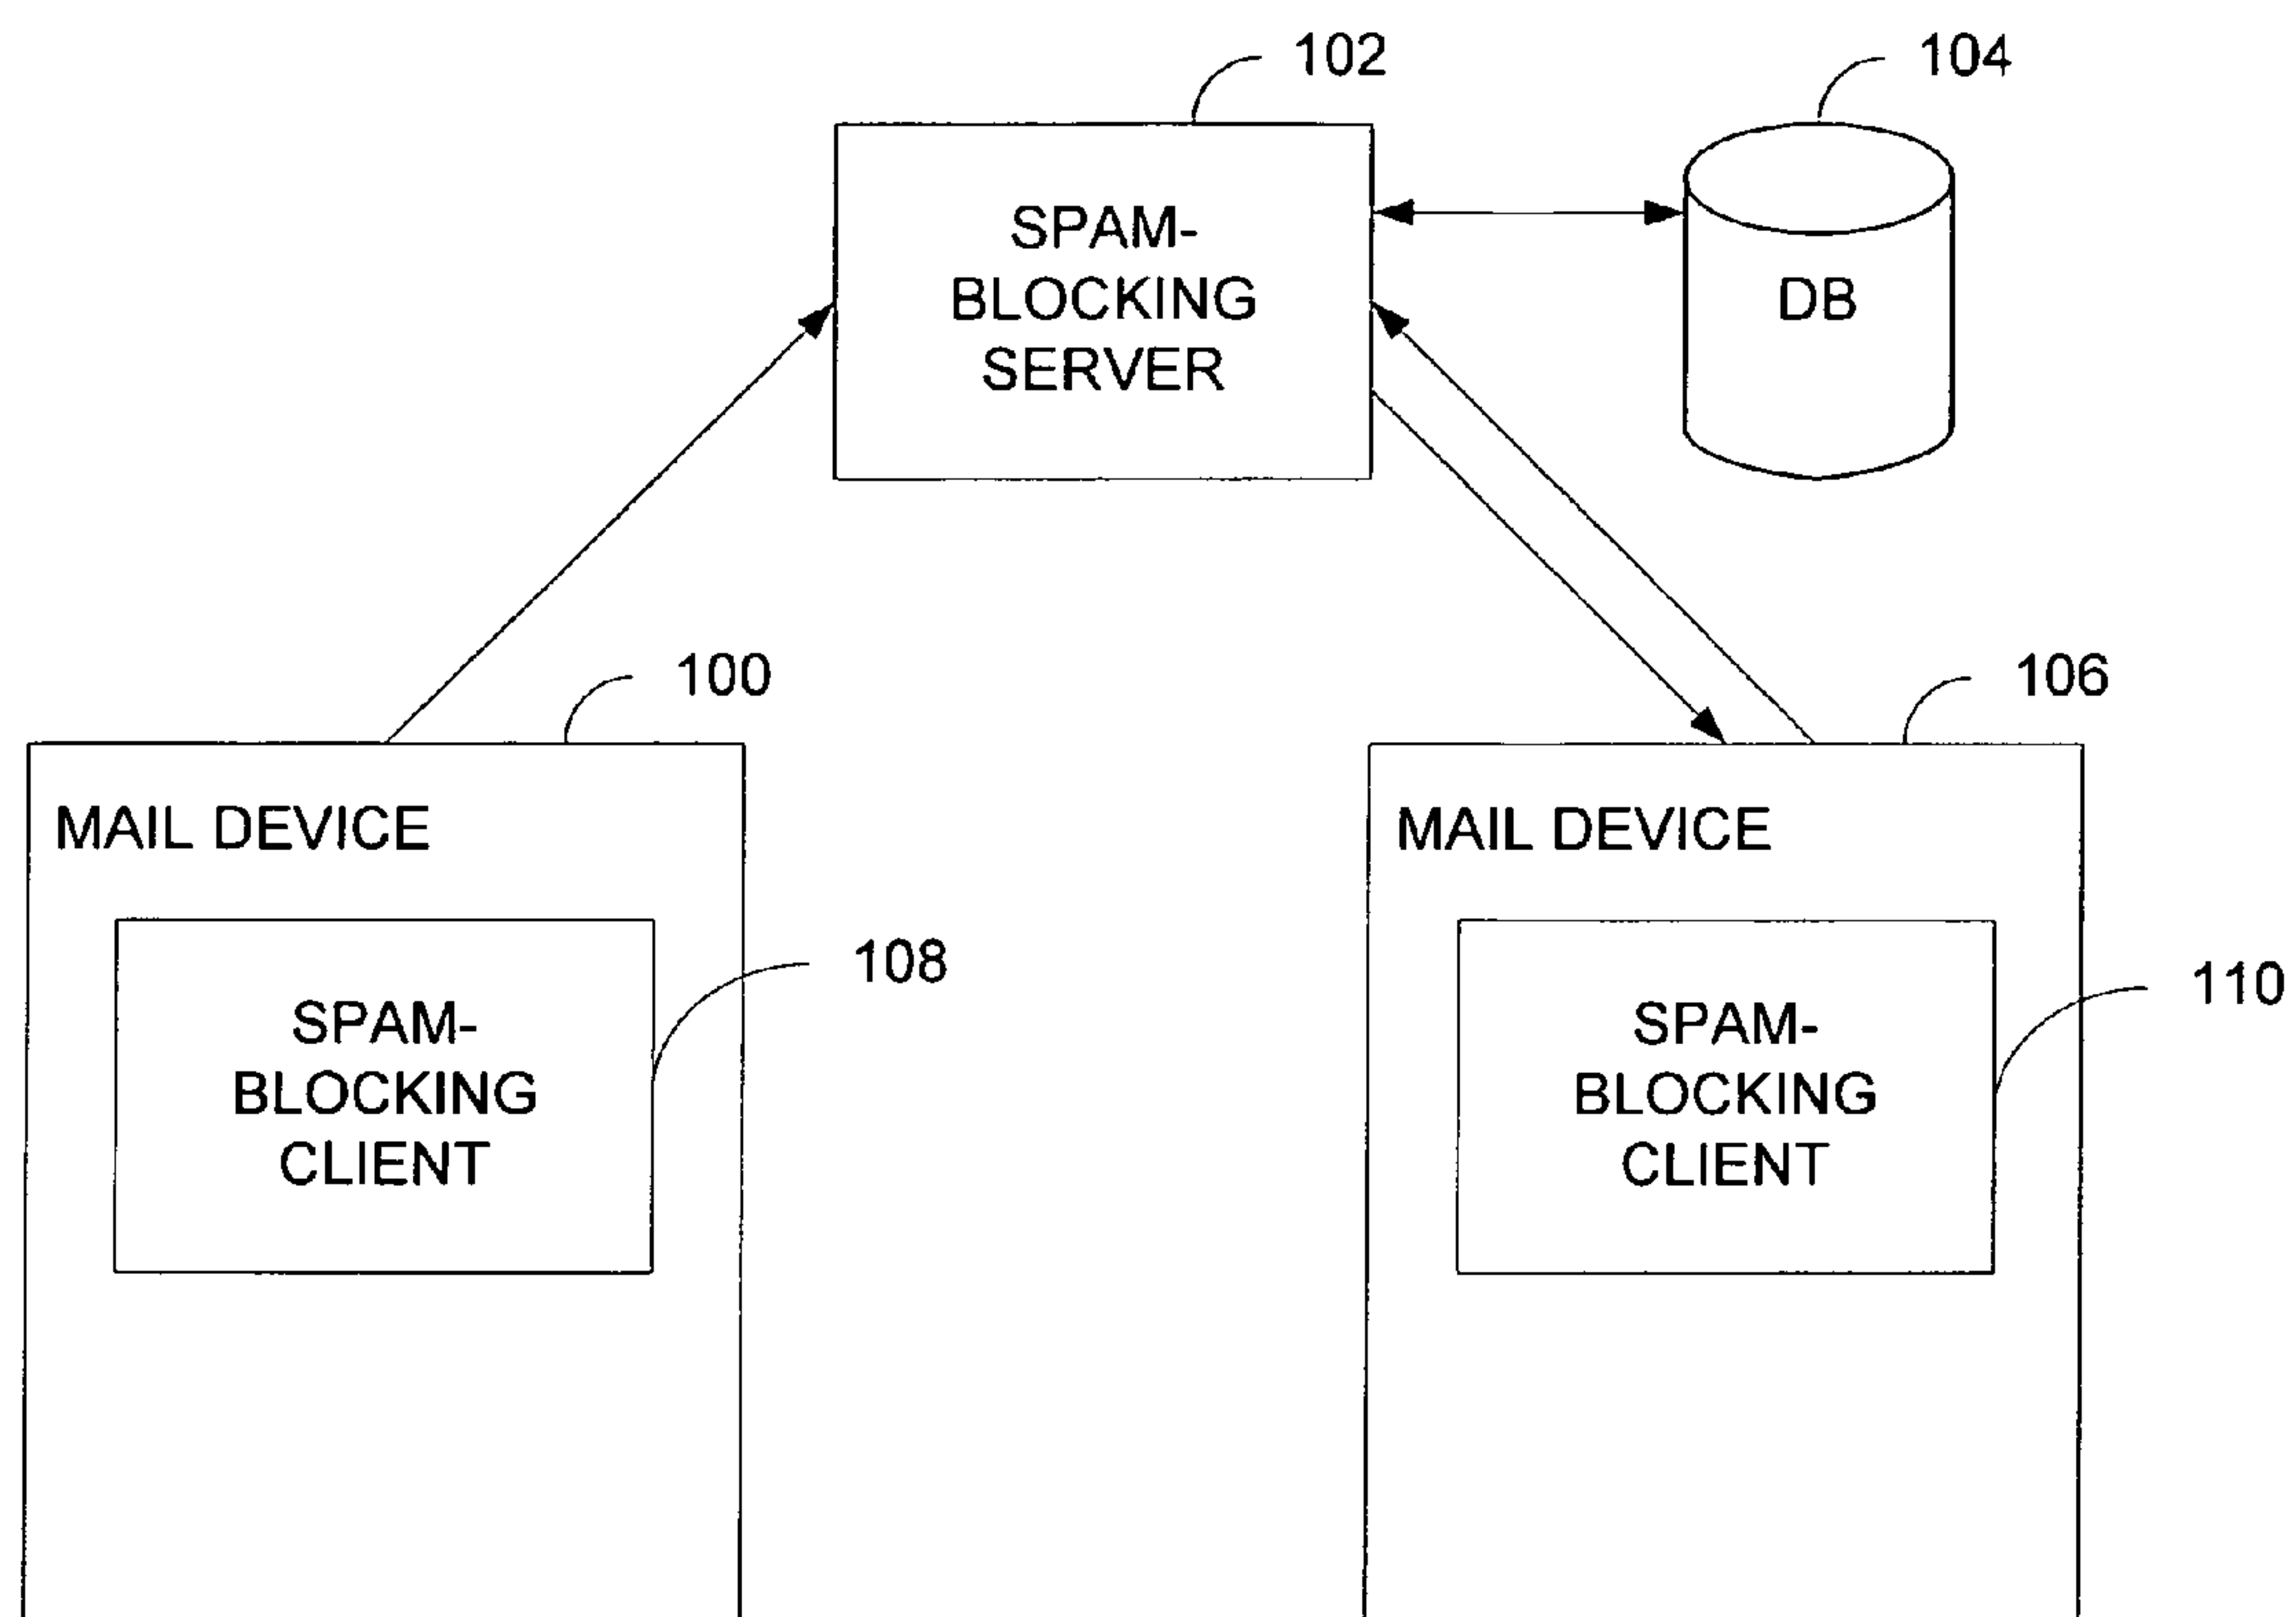 102
104
SPAM-
BLOCKING
SERVER
DB
100
106
MAIL DEVICE
MAIL DEVICE
108
110
SPAM-
BLOCKING
CLIENT
SPAM-
BLOCKING
CLIENT